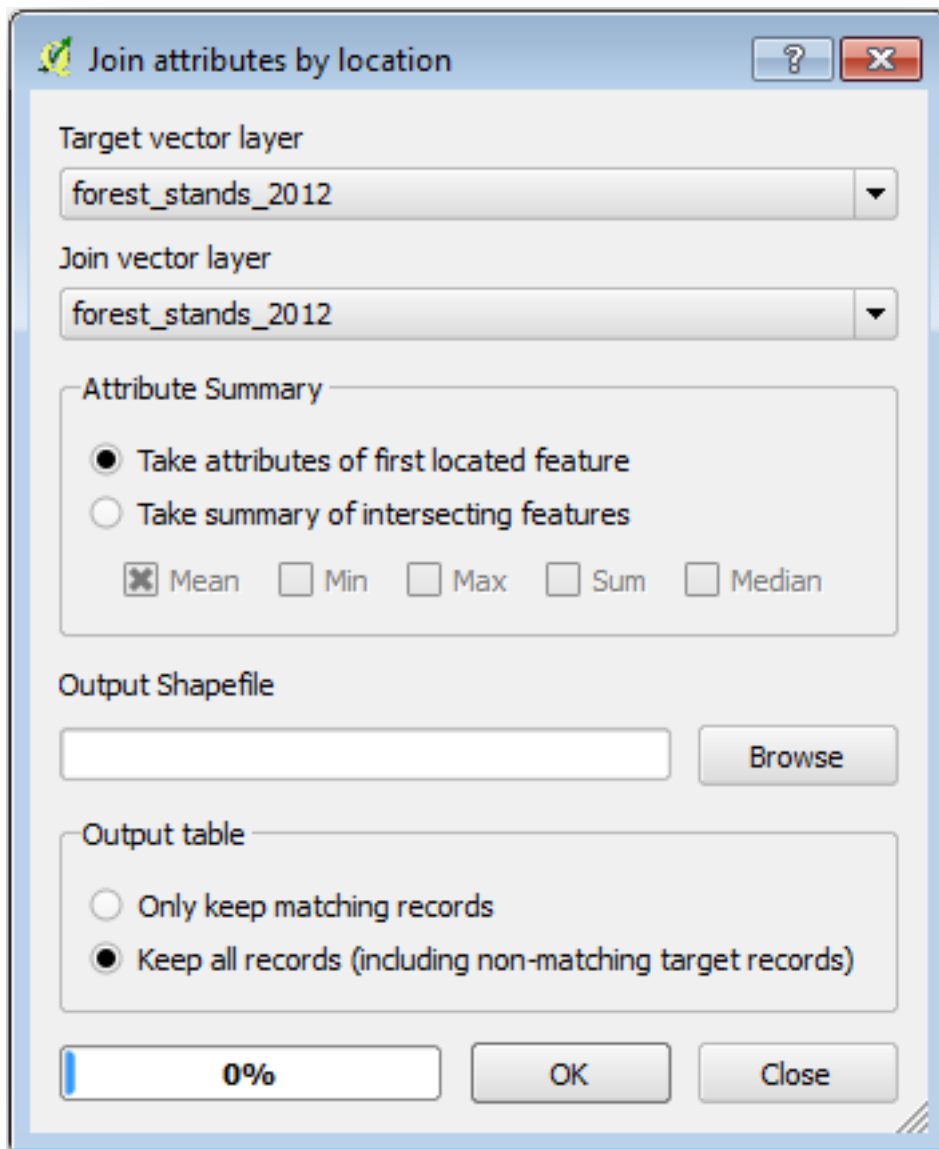 Join attributes by location
Target vector layer
forest_stands_2012
Join vector layer
forest_stands_2012
Attribute Summary
Take attributes of first located feature
Take summary of intersecting features
Mean Min Max Sum Median
Output Shapefile
Browse
Output table
Only keep matching records
Keep all records (including non-matching target records)
0% OK Close